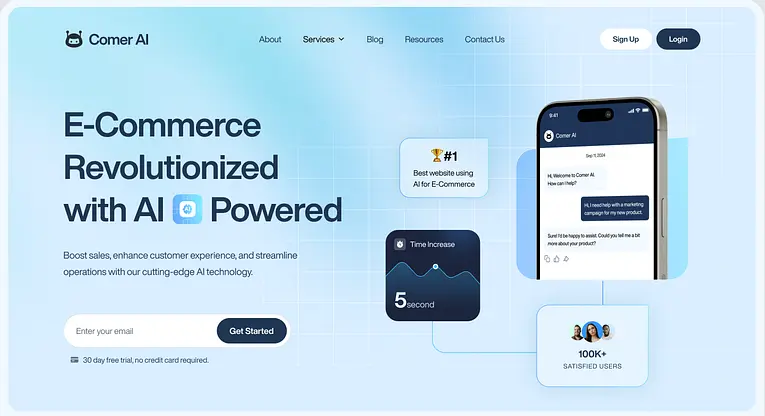 Comer AI
About
Services
Blog
Resources
Contact Us
Sign Up
Login
E-Commerce
Revolutionized
with AI Powered
Boost sales, enhance customer experience, and streamline
operations with our cutting-edge AI technology.
Enter your email
Get Started
30 day free trial, no credit card required.
#1
Best website using
AI for E-Commerce
Time Increase
5 second
9:41
Comer AI
Sep 11, 2024
Hi, Welcome to Comer AI.
How can I help?
Hi, I need help with a marketing
campaign for my new product.
Sure! I'd be happy to assist. Could you tell me a bit
more about your product?
100K+
SATISFIED USERS